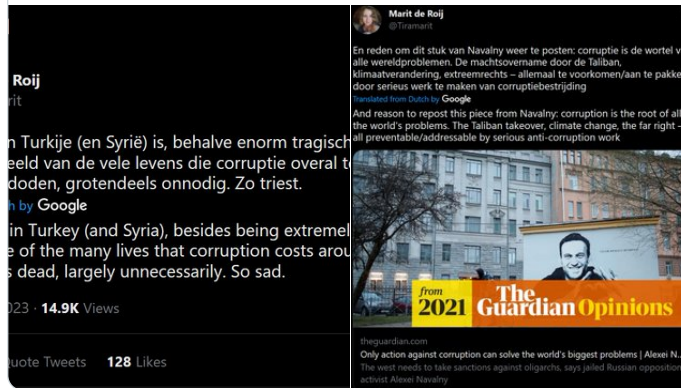 Roij
rit
n Turkije (en Syrië) is, behalve enorm tragisch
eeld van de vele levens die corruptie overal te
doden, grotendeels onnodig. Zo triest.
h by Google
in Turkey (and Syria), besides being extremel
e of the many lives that corruption costs arou
s dead, largely unnecessarily. So sad.
023 · 14.9K Views
uote Tweets 128 Likes
Marit de Roij
@Tiramarit
En reden om dit stuk van Navalny weer te posten: corruptie is de wortel v
alle wereldproblemen. De machtsovername door de Taliban,
klimaatverandering, extreemrechts – allemaal te voorkomen/aan te pakke
door serieus werk te maken van corruptiebestrijding
Translated from Dutch by Google
And reason to repost this piece from Navalny: corruption is the root of all
the world's problems. The Taliban takeover, climate change, the far right -
all preventable/addressable by serious anti-corruption work
from
2021
The
Guardian Opinions
theguardian.com
Only action against corruption can solve the world's biggest problems | Alexei N...
The west needs to take sanctions against oligarchs, says jailed Russian opposition
activist Alexei Navalny